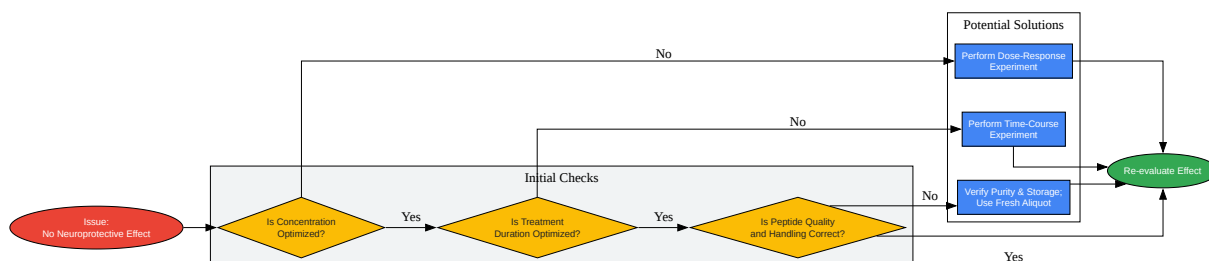 Potential Solutions
No
Perform Dose-Response
Experiment
No
Perform Time-Course
Experiment
Initial Checks
Re-evaluate Effect
No
Verify Purity & Storage;
Use Fresh Aliquot
Issue:
No Neuroprotective Effect
Is Concentration
Optimized?
Yes
Is Treatment
Duration Optimized?
Yes
Is Peptide Quality
and Handling Correct?
Yes